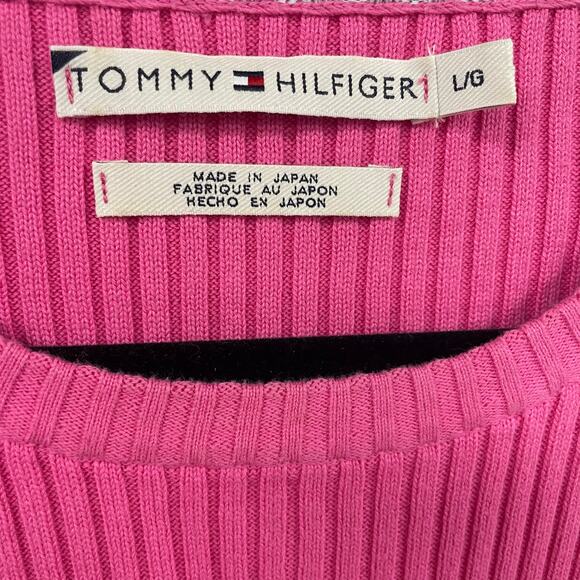 TOMMY HILFIGER L/G
MADE IN JAPAN
FABRIQUE AU JAPON
HECHO EN JAPON